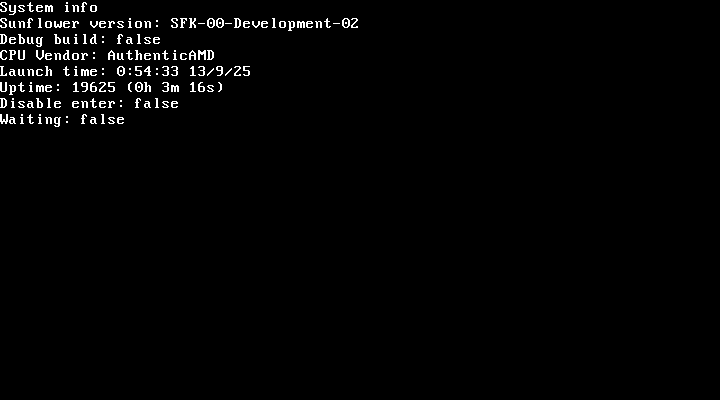 System info
Sunflower version: SFK-00-Development-02
Debug build: false
CPU Vendor: AuthenticAMD
Launch time: 0:54:33 13/9/25
Uptime: 19625 (0h 3m 16s)
Disable enter: false
Waiting: false